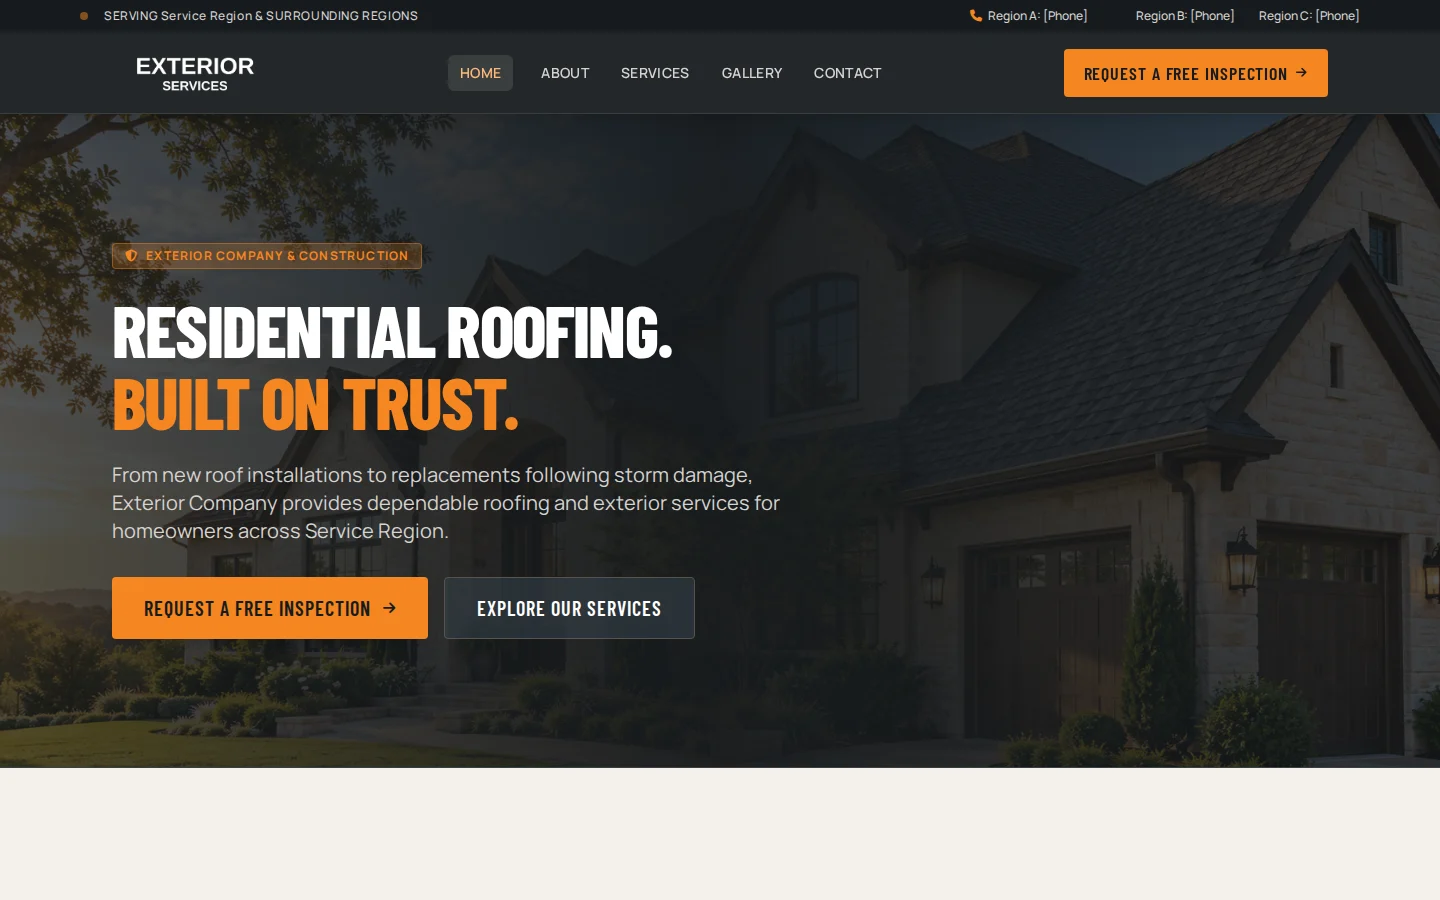 SERVING Service Region & SURROUNDING REGIONS
Region A: [Phone]
Region B: [Phone]
Region C: [Phone]
EXTERIOR
SERVICES
HOME
ABOUT
SERVICES
GALLERY
CONTACT
REQUEST A FREE INSPECTION →
EXTERIOR COMPANY & CONSTRUCTION
RESIDENTIAL ROOFING.
BUILT ON TRUST.
From new roof installations to replacements following storm damage,
Exterior Company provides dependable roofing and exterior services for
homeowners across Service Region.
REQUEST A FREE INSPECTION →
EXPLORE OUR SERVICES